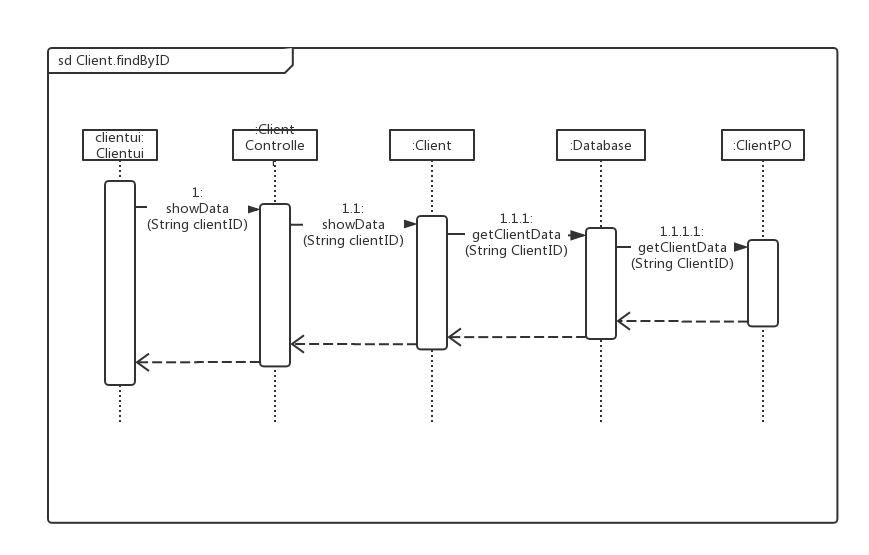 sd Client.findByID
clientui:
Clientui
:Client
Controlle
:Client
:Database
:ClientPO
1:
showData
(String clientID)
1.1:
showData
(String clientID)
1.1.1:
getClientData
(String ClientID)
1.1.1.1:
getClientData
(String ClientID)